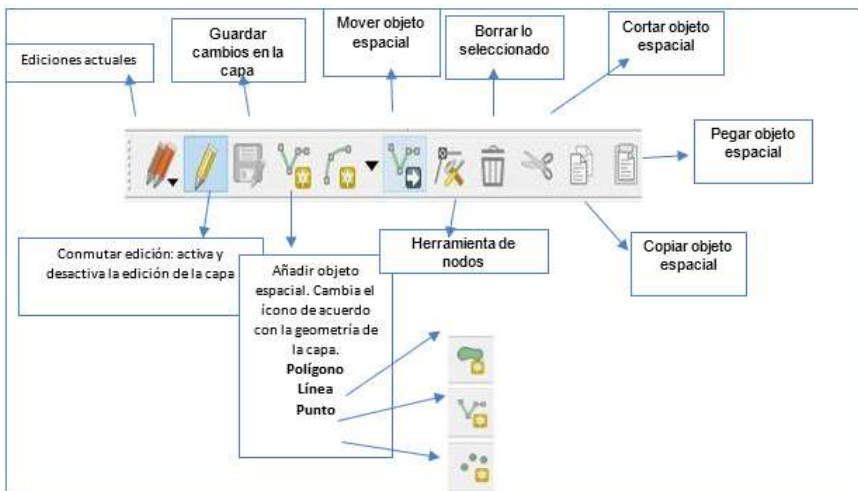 Ediciones actuales
Guardar
cambios en la
capa
Mover objeto
espacial
Borrar lo
seleccionado
Cortar objeto
espacial
Pegar objeto
espacial
Conmutar edición: activa y
desactiva la edición de la capa
Añadir objeto
espacial. Cambia el
ícono de acuerdo
con la geometría de
la capa.
Polígono
Línea
Punto
Herramienta de
nodos
Copiar objeto
espacial